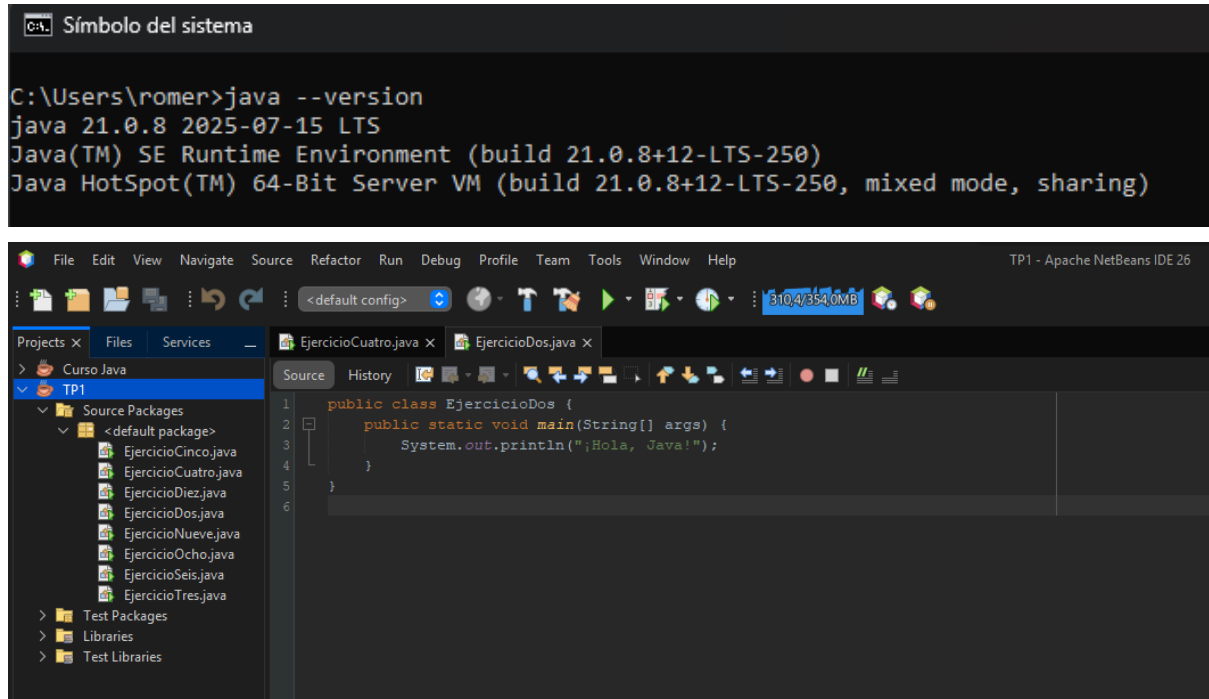 Símbolo del sistema
C:\Users\romer>java --version
java 21.0.8 2025-07-15 LTS
Java(TM) SE Runtime Environment (build 21.0.8+12-LTS-250)
Java HotSpot(TM) 64-Bit Server VM (build 21.0.8+12-LTS-250, mixed mode, sharing)
File Edit View Navigate Source Refactor Run Debug Profile Team Tools Window Help TP1 - Apache NetBeans IDE 26
<default config> 310,4/354,0MB
Projects Files Services
EjercicioCuatro.java EjercicioDos.java
Source History
Curso Java
TP1
Source Packages
<default package>
EjercicioCinco.java
EjercicioCuatro.java
EjercicioDiez.java
EjercicioDos.java
EjercicioNueve.java
EjercicioOcho.java
EjercicioSeis.java
EjercicioTres.java
Test Packages
Libraries
Test Libraries
1 public class EjercicioDos {
2 public static void main(String[] args) {
3 System.out.println("¡Hola, Java!");
4 }
5 }
6